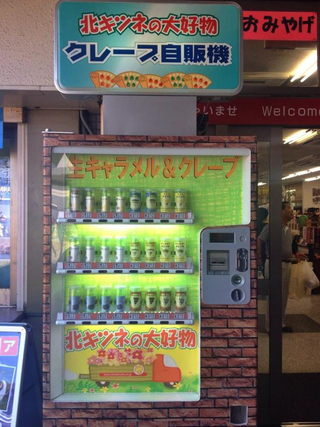 北キツネの大好物
クレープ自販機
おみやげ
いませ Welcome
生キャラメル&クレープ
北キツネの大好物